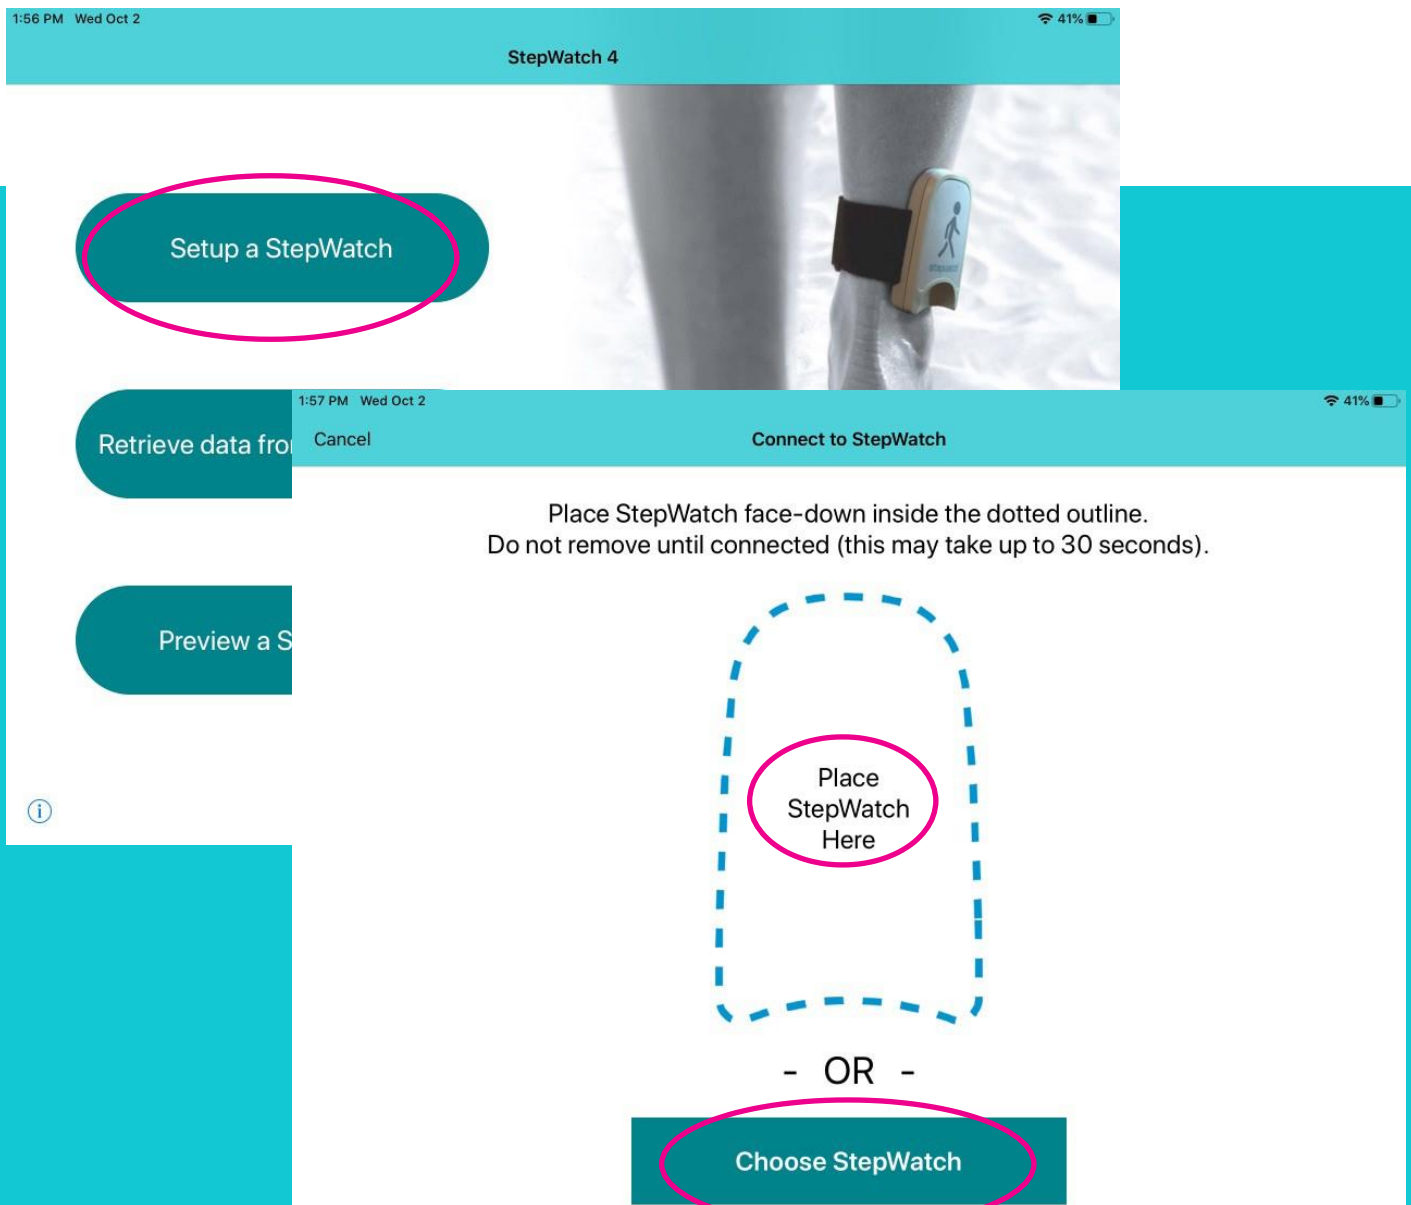 1:56 PM Wed Oct 2
41%
StepWatch 4
Setup a StepWatch
stepwatch
Retrieve data fro
Preview a S
1:57 PM Wed Oct 2
41%
Cancel
Connect to StepWatch
Place StepWatch face-down inside the dotted outline.
Do not remove until connected (this may take up to 30 seconds).
Place
StepWatch
Here
- OR -
Choose StepWatch